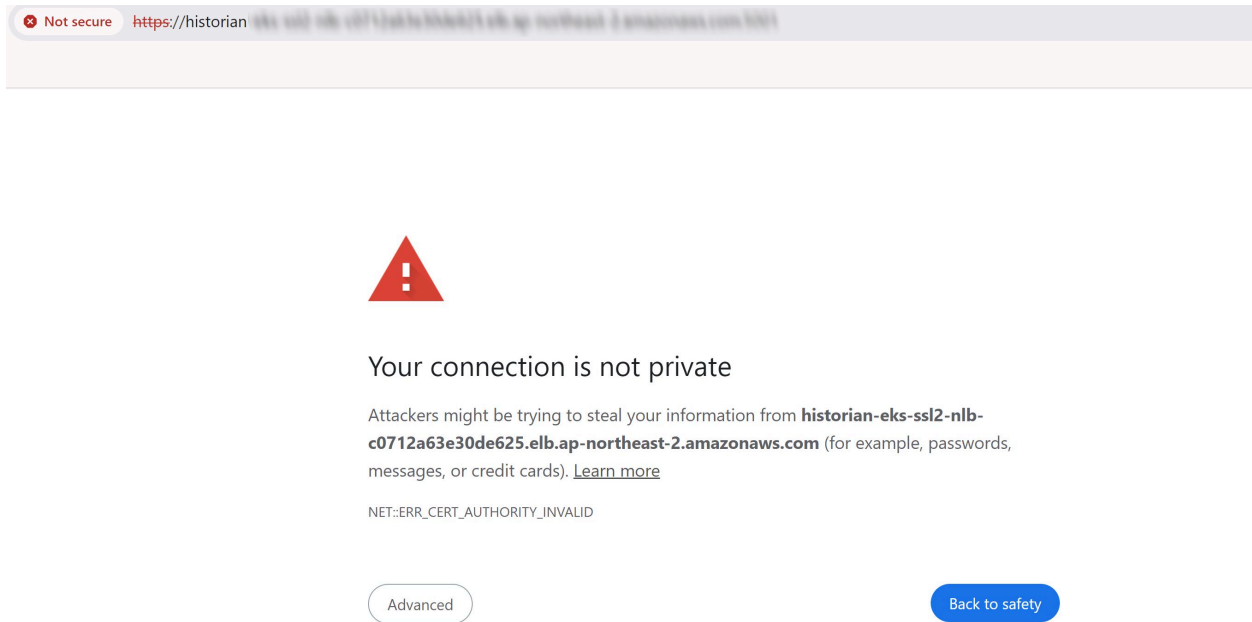 Not secure https://historian
Your connection is not private
Attackers might be trying to steal your information from historian-eks-ssl2-nlb-
c0712a63e30de625.elb.ap-northeast-2.amazonaws.com (for example, passwords,
messages, or credit cards). Learn more
NET::ERR_CERT_AUTHORITY_INVALID
Advanced Back to safety